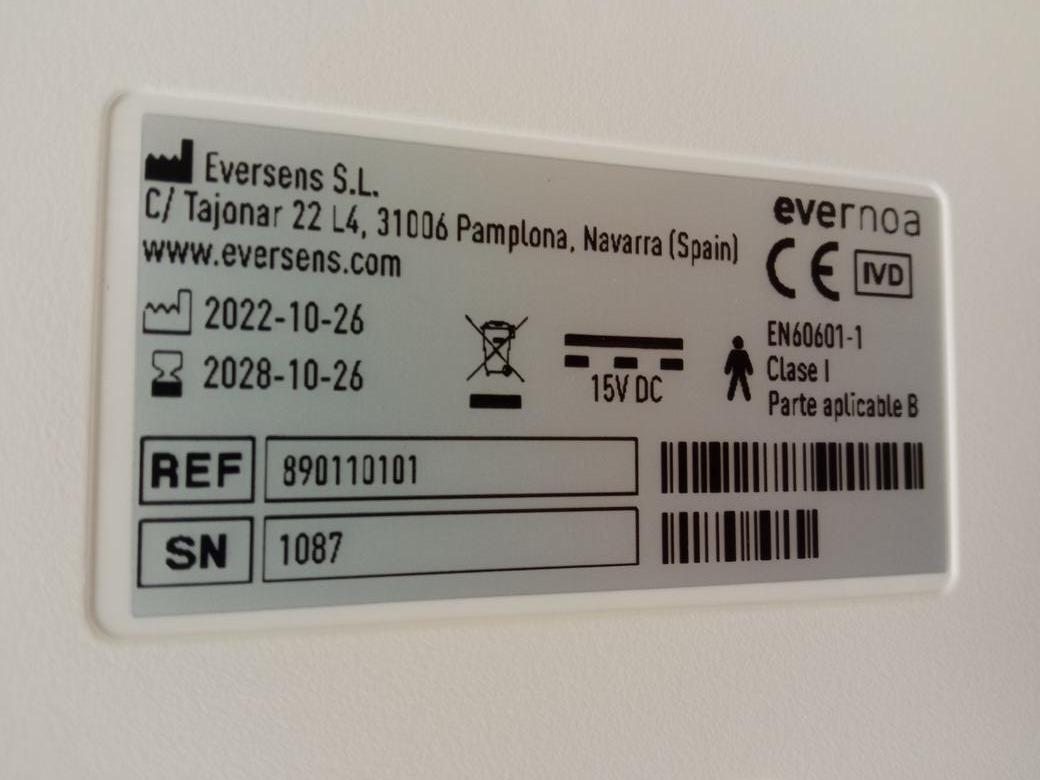 Eversens S.L.
C/ Tajonar 22 L4, 31006 Pamplona, Navarra (Spain)
www.eversens.com
evernoa
CE IVD
2022-10-26
2028-10-26
15V DC
EN60601-1
Clase I
Parte aplicable B
REF 890110101
SN 1087